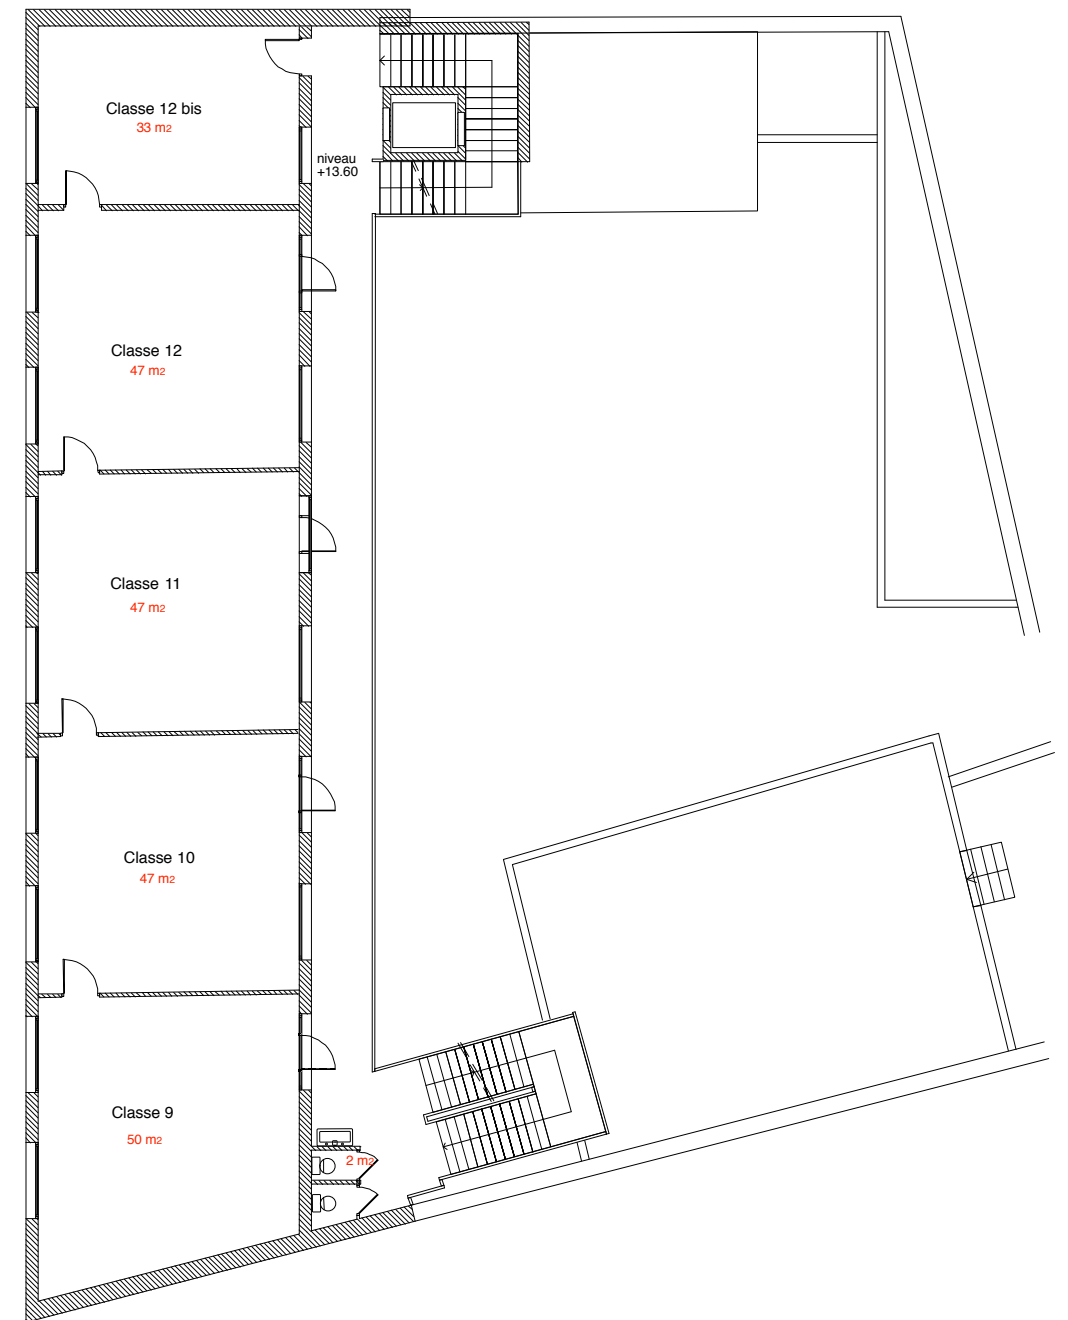 Classe 12 bis
33 m2
niveau
+13.60
Classe 12
47 m2
Classe 11
47 m2
Classe 10
47 m2
Classe 9
50 m2
2 m2